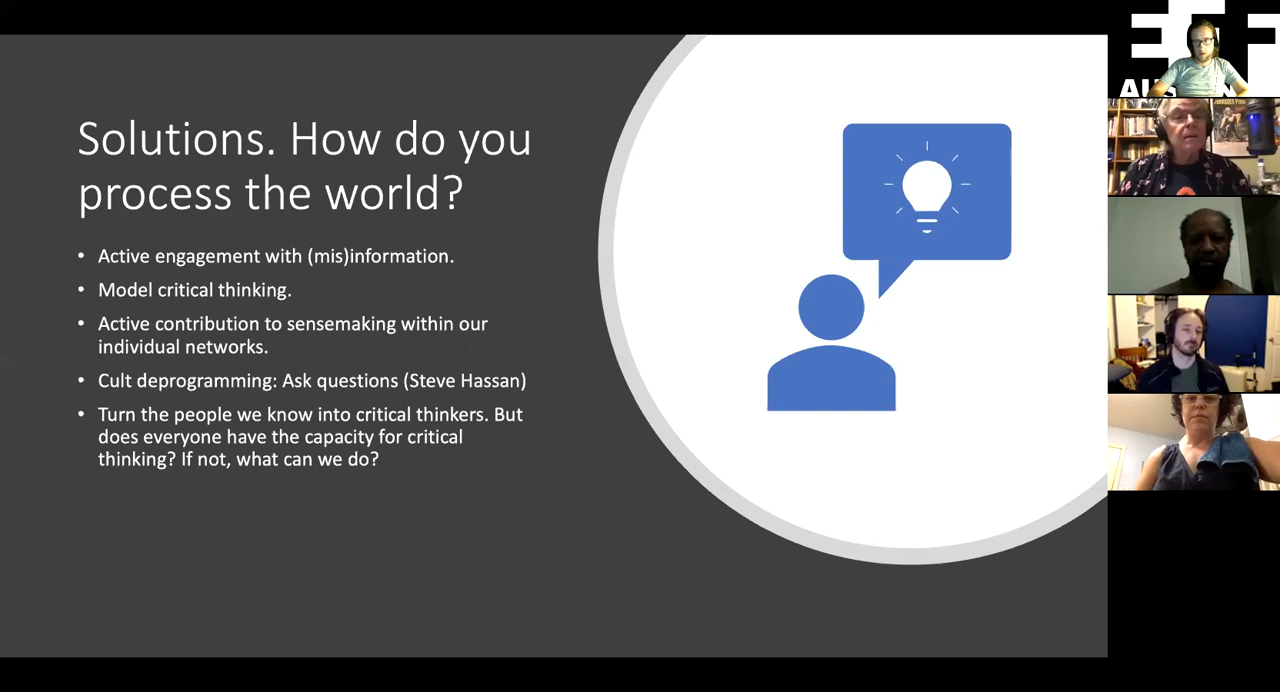 Solutions. How do you
process the world?
• Active engagement with (mis)information.
• Model critical thinking.
• Active contribution to sensemaking within our
individual networks.
• Cult deprogramming: Ask questions (Steve Hassan)
• Turn the people we know into critical thinkers. But
does everyone have the capacity for critical
thinking? If not, what can we do?